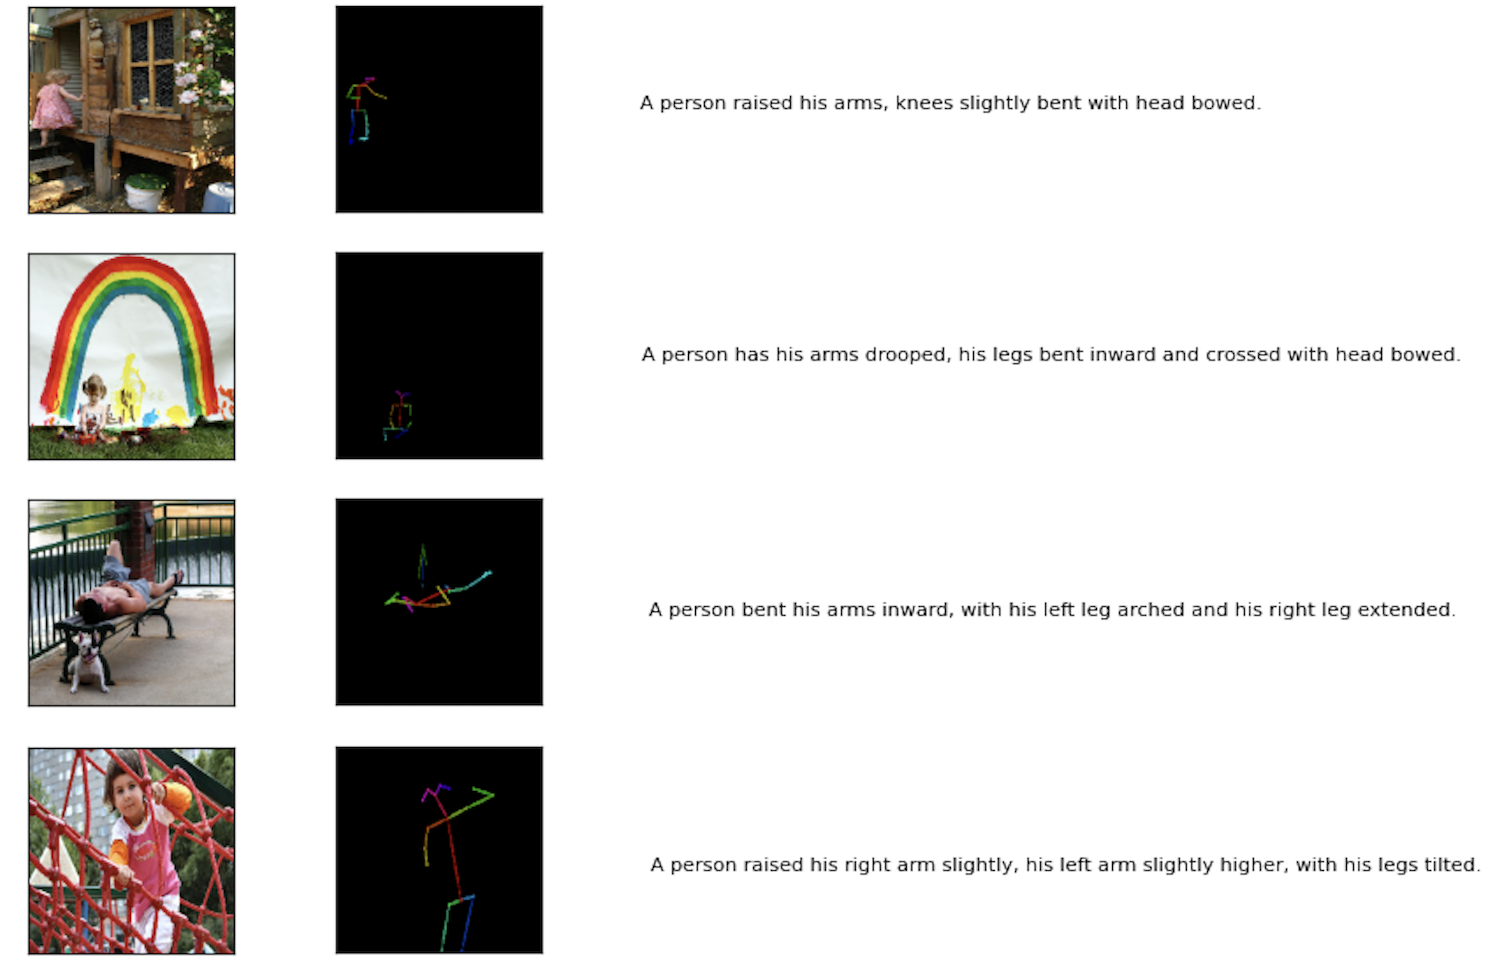 A person raised his arms, knees slightly bent with head bowed.
A person has his arms drooped, his legs bent inward and crossed with head bowed.
A person bent his arms inward, with his left leg arched and his right leg extended.
A person raised his right arm slightly, his left arm slightly higher, with his legs tilted.